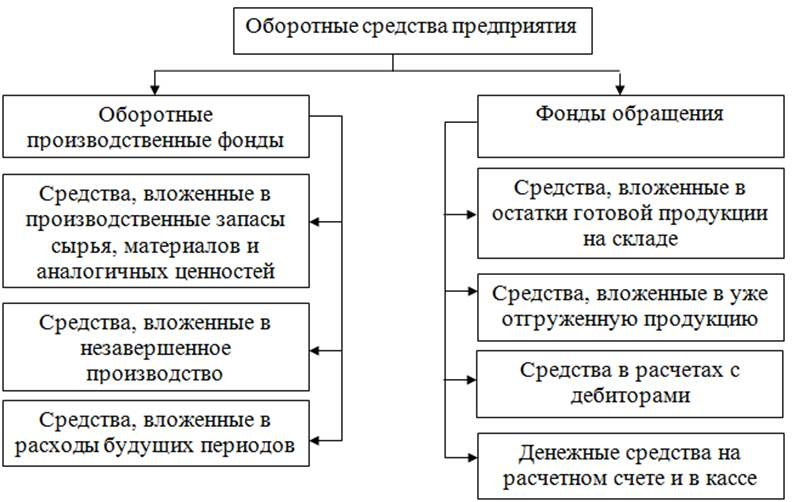 Оборотные средства предприятия
Оборотные
производственные фонды
Средства, вложенные в
производственные запасы
сырья, материалов и
аналогичных ценностей
Средства, вложенные в
незавершенное
производство
Средства, вложенные в
расходы будущих периодов
Фонды обращения
Средства, вложенные в
остатки готовой продукции
на складе
Средства, вложенные в уже
отгруженную продукцию
Средства в расчетах с
дебиторами
Денежные средства на
расчетном счете и в кассе